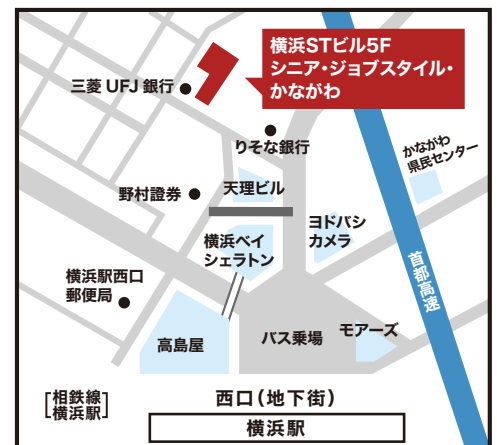 横浜STビル5F
シニア・ジョブスタイル・
かながわ
三菱 UFJ 銀行
りそな銀行
かながわ
県民センター
天理ビル
野村證券
ヨドバシ
カメラ
横浜ベイ
シェラトン
首都高速
横浜駅西口
郵便局
高島屋
バス乗場
モアーズ
[相鉄線
横浜駅]
西口(地下街)
横浜駅